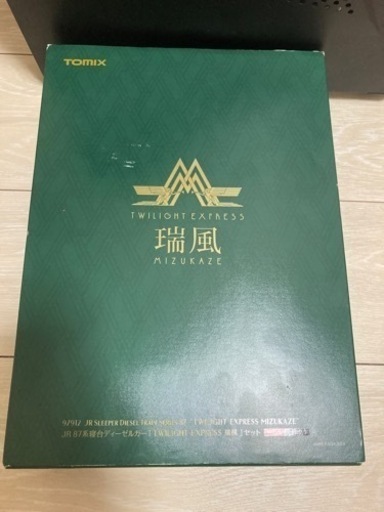 TOMIX
TWILIGHT EXPRESS
瑞風
MIZUKAZE
97912 JR SLEEPER DIESEL TRAIN SERIES 87 "TWILIGHT EXPRESS MIZUKAZE"
JR 87系寝台ディーゼルカー(TWILIGHT EXPRESS 瑞風)セット